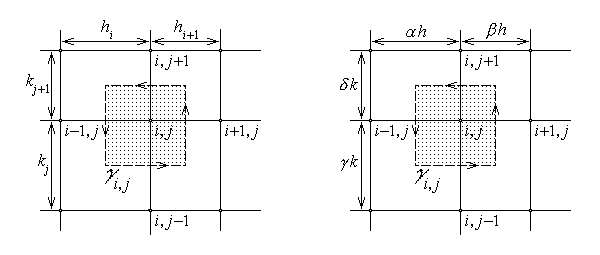 h_i h_{i+1}
i,j+1
k_{j+1}
i−1,j i,j i+1,j
k_j
γ_{i,j}
i,j−1
αh βh
i,j+1
δk
i−1,j i,j i+1,j
γk
γ_{i,j}
i,j−1